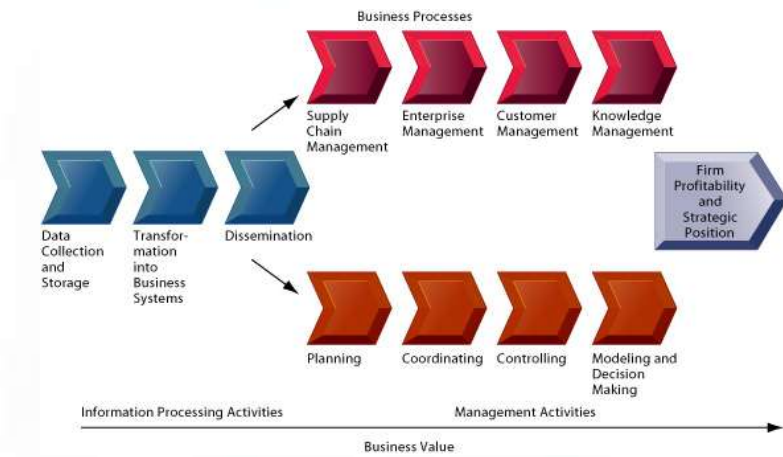 Business Processes
Supply
Chain
Management
Enterprise
Management
Customer
Management
Knowledge
Management
Firm
Profitability
and
Strategic
Position
Data
Collection
and
Storage
Transfor-
mation
into
Business
Systems
Dissemination
Planning
Coordinating
Controlling
Modeling and
Decision
Making
Information Processing Activities
Management Activities
Business Value